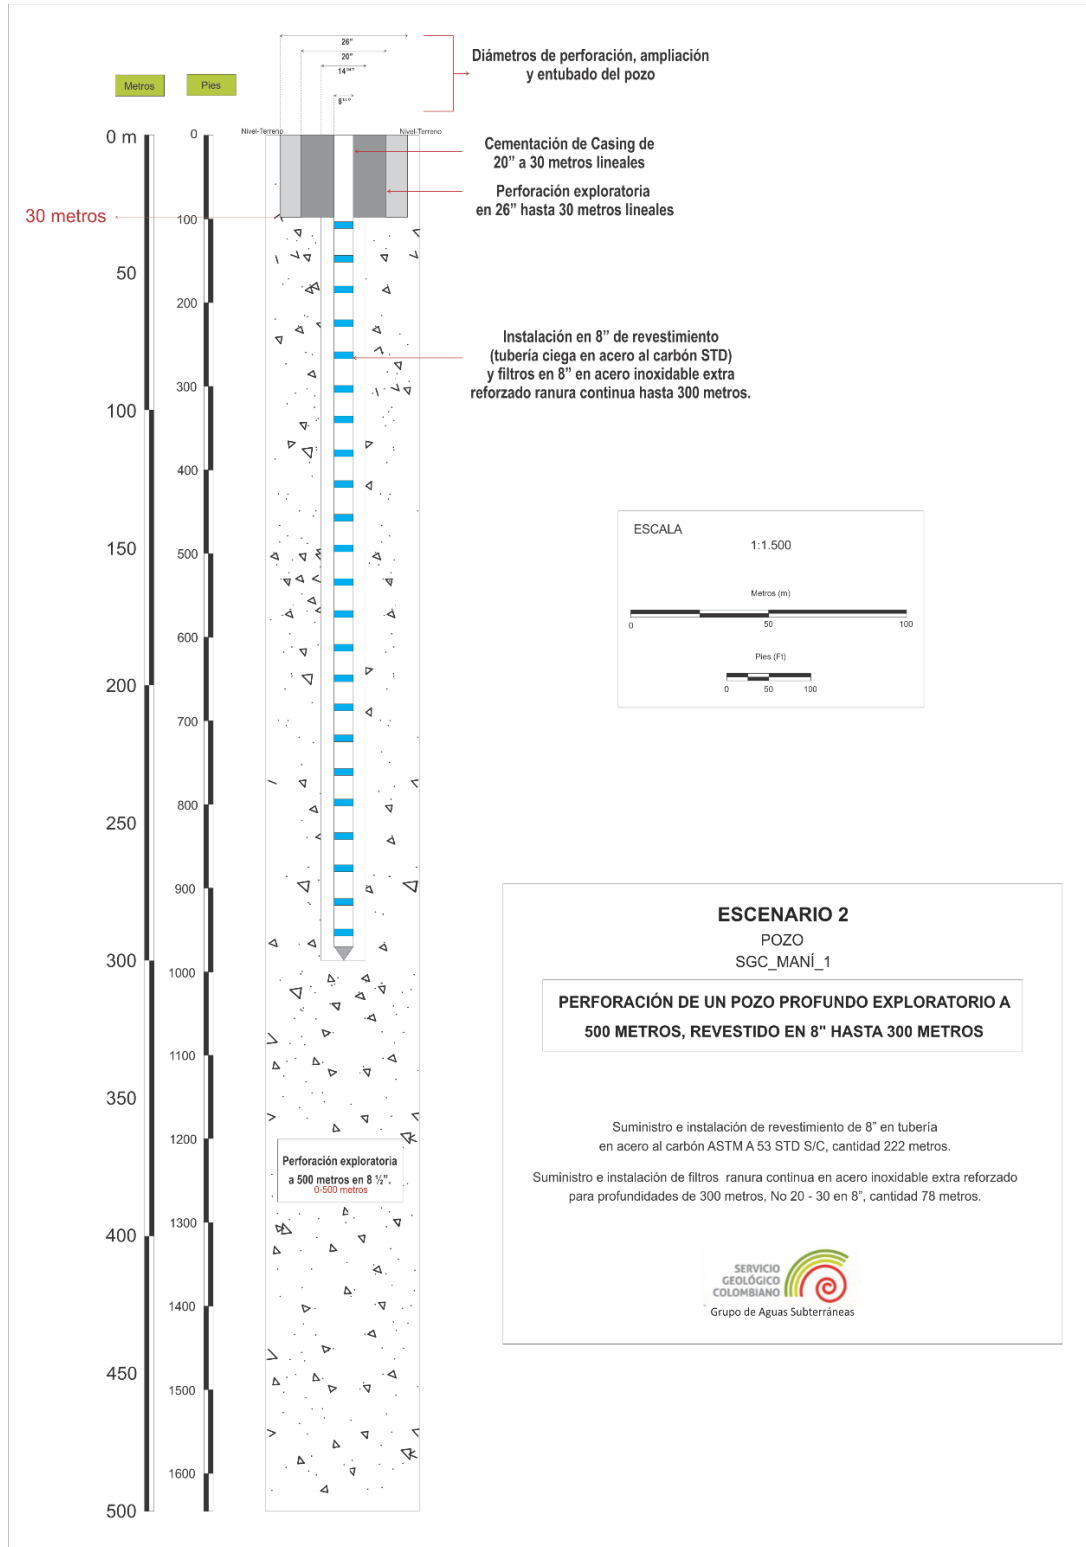 26"
20"
14"
8"
Diámetros de perforación, ampliación
y entubado del pozo
Metros
Pies
Nivel-Terreno
Nivel-Terreno
0 m
50
100
150
200
250
300
350
400
450
500
0
100
200
300
400
500
600
700
800
900
1000
1100
1200
1300
1400
1500
1600
30 metros
Cementación de Casing de
20" a 30 metros lineales
Perforación exploratoria
en 26" hasta 30 metros lineales
Instalación en 8" de revestimiento
(tubería ciega en acero al carbón STD)
y filtros en 8" en acero inoxidable extra
reforzado ranura continua hasta 300 metros.
ESCALA
1:1.500
Metros (m)
0 50 100
Pies (Ft)
0 50 100
Perforación exploratoria
a 500 metros en 8 ½".
0-500 metros
ESCENARIO 2
POZO
SGC_MANÍ_1
PERFORACIÓN DE UN POZO PROFUNDO EXPLORATORIO A
500 METROS, REVESTIDO EN 8" HASTA 300 METROS
Suministro e instalación de revestimiento de 8" en tubería
en acero al carbón ASTM A 53 STD S/C, cantidad 222 metros.
Suministro e instalación de filtros ranura continua en acero inoxidable extra reforzado
para profundidades de 300 metros, No 20 - 30 en 8", cantidad 78 metros.
SERVICIO
GEOLÓGICO
COLOMBIANO
Grupo de Aguas Subterráneas